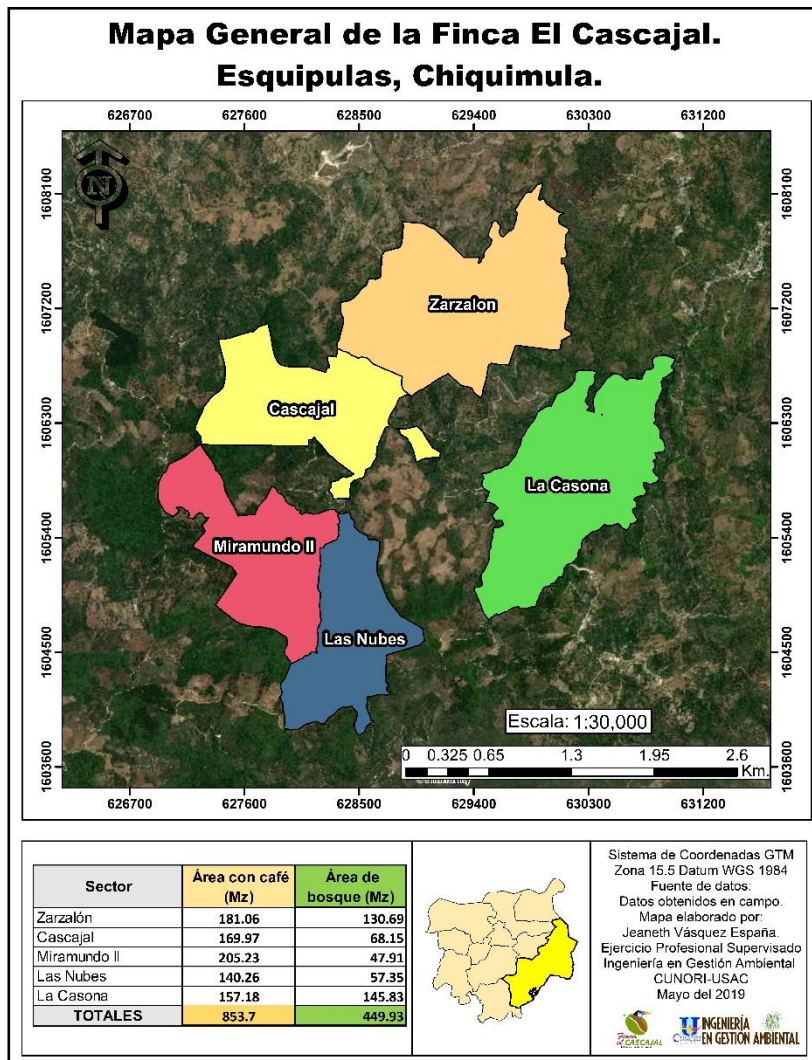 Mapa General de la Finca El Cascajal.
Esquipulas, Chiquimula.
626700 627600 628500 629400 630300 631200
1608100 1608100
1607200 1607200
1606300 1606300
1605400 1605400
1604500 1604500
1603600 1603600
N
Zarzalon
Cascajal
La Casona
Miramundo II
Las Nubes
Escala: 1:30,000
0 0.325 0.65 1.3 1.95 2.6
Km.
626700 627600 628500 629400 630300 631200
Sector Área con café (Mz) Área de bosque (Mz)
Zarzalón 181.06 130.69
Cascajal 169.97 68.15
Miramundo II 205.23 47.91
Las Nubes 140.26 57.35
La Casona 157.18 145.83
TOTALES 853.7 449.93
Sistema de Coordenadas GTM
Zona 15.5 Datum WGS 1984
Fuente de datos:
Datos obtenidos en campo.
Mapa elaborado por:
Jeaneth Vásquez España.
Ejercicio Profesional Supervisado
Ingeniería en Gestión Ambiental
CUNORI-USAC
Mayo del 2019
Finca
el CASCAJAL
INGENIERÍA
EN GESTIÓN AMBIENTAL